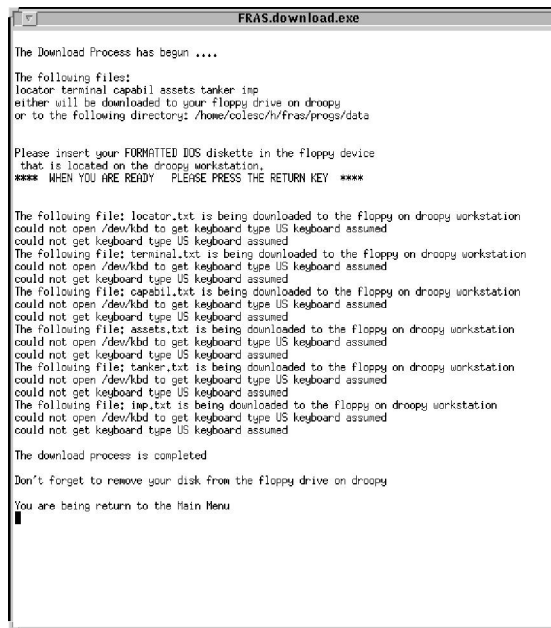 FRAS.download.exe
The Download Process has begun ....
The following files:
locator terminal capabil assets tanker imp
either will be downloaded to your floppy drive on droopy
or to the following directory: /home/colesc/h/fras/progs/data
Please insert your FORMATTED DOS diskette in the floppy device
that is located on the droopy workstation.
**** WHEN YOU ARE READY PLEASE PRESS THE RETURN KEY ****
The following file: locator.txt is being downloaded to the floppy on droopy workstation
could not open /dev/kbd to get keyboard type US keyboard assumed
could not get keyboard type US keyboard assumed
The following file: terminal.txt is being downloaded to the floppy on droopy workstation
could not open /dev/kbd to get keyboard type US keyboard assumed
could not get keyboard type US keyboard assumed
The following file: capabil.txt is being downloaded to the floppy on droopy workstation
could not open /dev/kbd to get keyboard type US keyboard assumed
could not get keyboard type US keyboard assumed
The following file: assets.txt is being downloaded to the floppy on droopy workstation
could not open /dev/kbd to get keyboard type US keyboard assumed
could not get keyboard type US keyboard assumed
The following file: tanker.txt is being downloaded to the floppy on droopy workstation
could not open /dev/kbd to get keyboard type US keyboard assumed
could not get keyboard type US keyboard assumed
The following file: imp.txt is being downloaded to the floppy on droopy workstation
could not open /dev/kbd to get keyboard type US keyboard assumed
could not get keyboard type US keyboard assumed
The download process is completed
Don't forget to remove your disk from the floppy drive on droopy
You are being return to the Main Menu